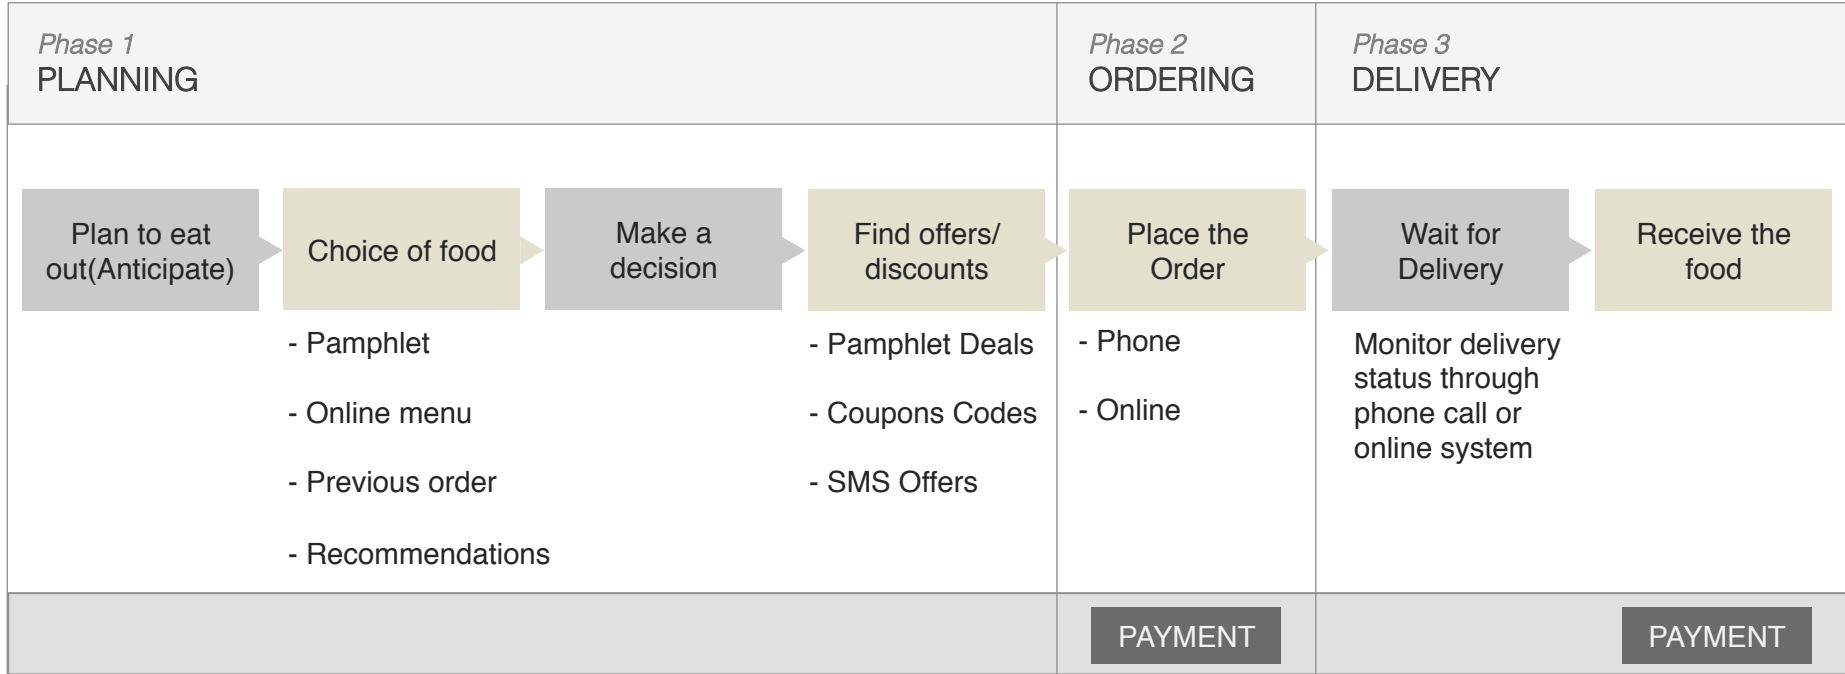 Phase 1
PLANNING
Phase 2
ORDERING
Phase 3
DELIVERY
Plan to eat
out(Anticipate)
Choice of food
Make a
decision
Find offers/
discounts
Place the
Order
Wait for
Delivery
Receive the
food
- Pamphlet
- Online menu
- Previous order
- Recommendations
- Pamphlet Deals
- Coupons Codes
- SMS Offers
- Phone
- Online
Monitor delivery
status through
phone call or
online system
PAYMENT
PAYMENT